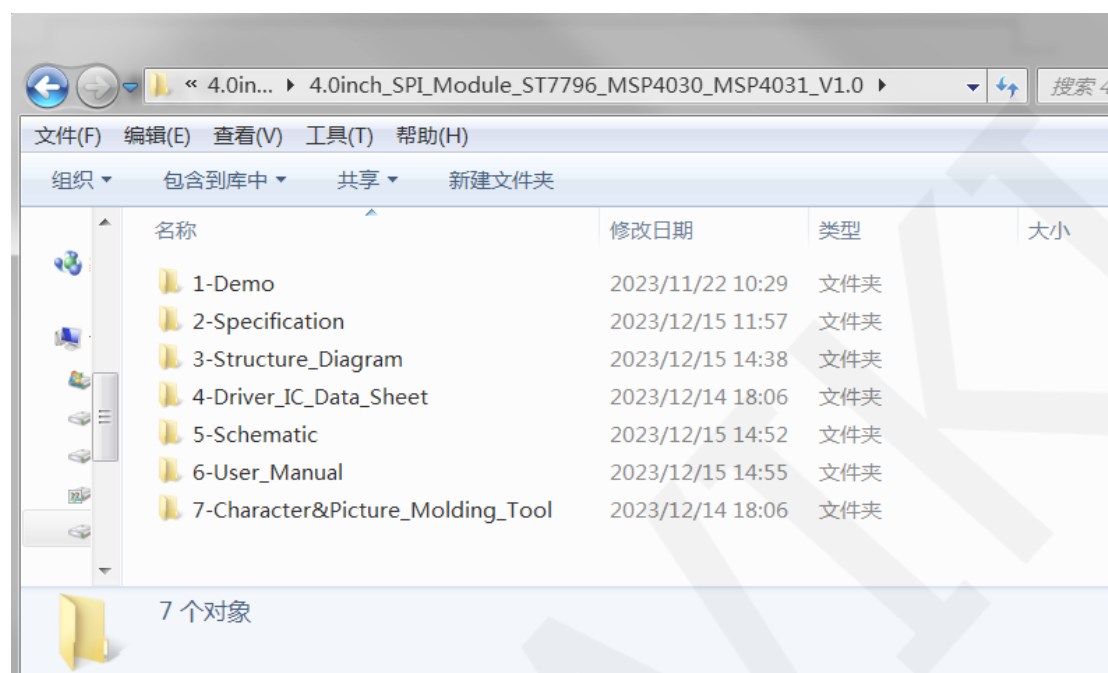 « 4.0in... 4.0inch_SPI_Module_ST7796_MSP4030_MSP4031_V1.0 搜索 4
文件(F) 编辑(E) 查看(V) 工具(T) 帮助(H)
组织 包含到库中 共享 新建文件夹
名称 修改日期 类型 大小
1-Demo 2023/11/22 10:29 文件夹
2-Specification 2023/12/15 11:57 文件夹
3-Structure_Diagram 2023/12/15 14:38 文件夹
4-Driver_IC_Data_Sheet 2023/12/14 18:06 文件夹
5-Schematic 2023/12/15 14:52 文件夹
6-User_Manual 2023/12/15 14:55 文件夹
7-Character&Picture_Molding_Tool 2023/12/14 18:06 文件夹
7 个对象